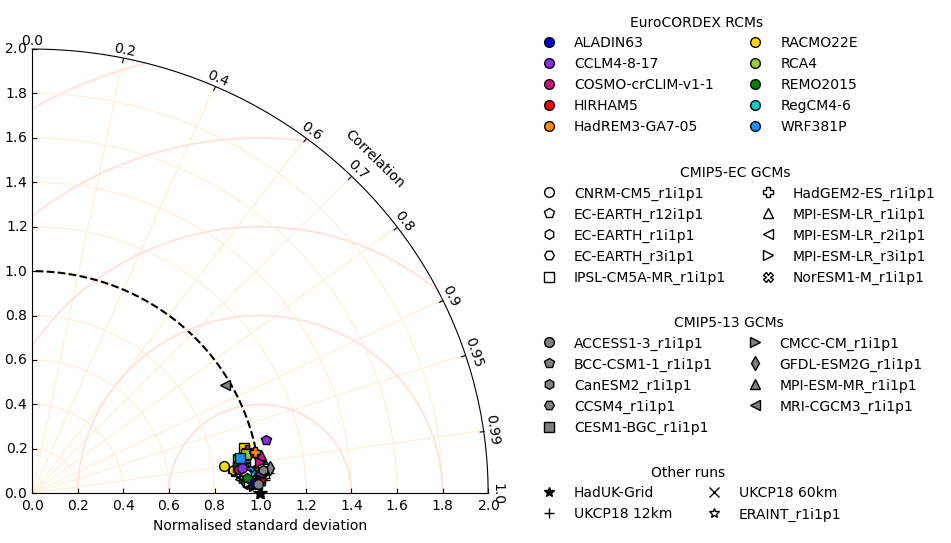 0.0
0.2
0.4
0.6
0.7
0.8
0.9
0.95
0.99
1.0
Correlation
2.0
1.8
1.6
1.4
1.2
1.0
0.8
0.6
0.4
0.2
0.0
0.0 0.2 0.4 0.6 0.8 1.0 1.2 1.4 1.6 1.8 2.0
Normalised standard deviation
EuroCORDEX RCMs
ALADIN63 RACMO22E
CCLM4-8-17 RCA4
COSMO-crCLIM-v1-1 REMO2015
HIRHAM5 RegCM4-6
HadREM3-GA7-05 WRF381P
CMIP5-EC GCMs
CNRM-CM5_r1i1p1 HadGEM2-ES_r1i1p1
EC-EARTH_r12i1p1 MPI-ESM-LR_r1i1p1
EC-EARTH_r1i1p1 MPI-ESM-LR_r2i1p1
EC-EARTH_r3i1p1 MPI-ESM-LR_r3i1p1
IPSL-CM5A-MR_r1i1p1 NorESM1-M_r1i1p1
CMIP5-13 GCMs
ACCESS1-3_r1i1p1 CMCC-CM_r1i1p1
BCC-CSM1-1_r1i1p1 GFDL-ESM2G_r1i1p1
CanESM2_r1i1p1 MPI-ESM-MR_r1i1p1
CCSM4_r1i1p1 MRI-CGCM3_r1i1p1
CESM1-BGC_r1i1p1
Other runs
HadUK-Grid UKCP18 60km
UKCP18 12km ERAINT_r1i1p1